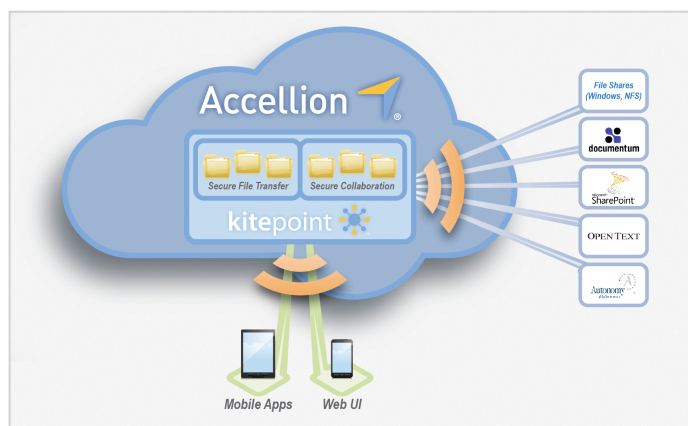 Accellion
®
Secure File Transfer
Secure Collaboration
kitepoint
File Shares
(Windows, NFS)
documentum
Microsoft
SharePoint
OPEN TEXT
Autonomy
Mobile Apps
Web UI